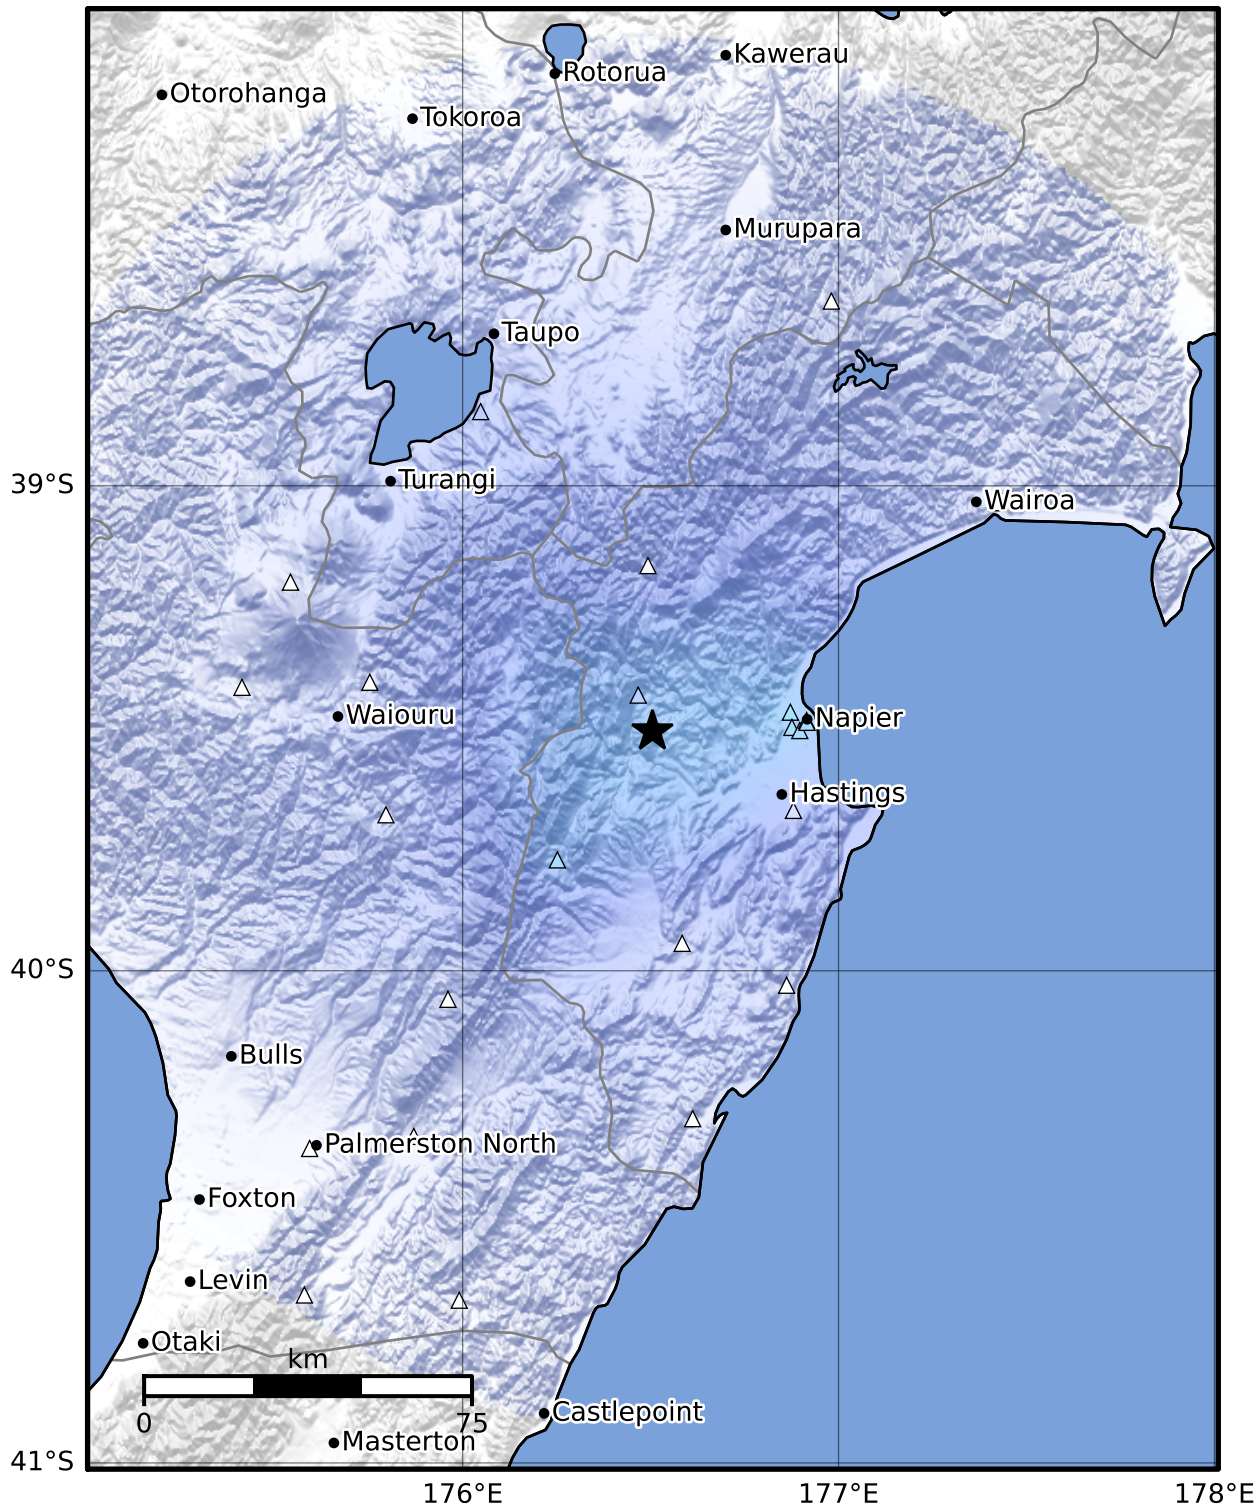 Kawerau
Rotorua
Otorohanga
Tokoroa
Murupara
Taupo
39°S
Turangi
Wairoa
Waiouru
Napier
Hastings
40°S
Bulls
Palmerston North
Foxton
Levin
Otaki
km
0
75
Castlepoint
Masterton
41°S
176°E
177°E
178°E